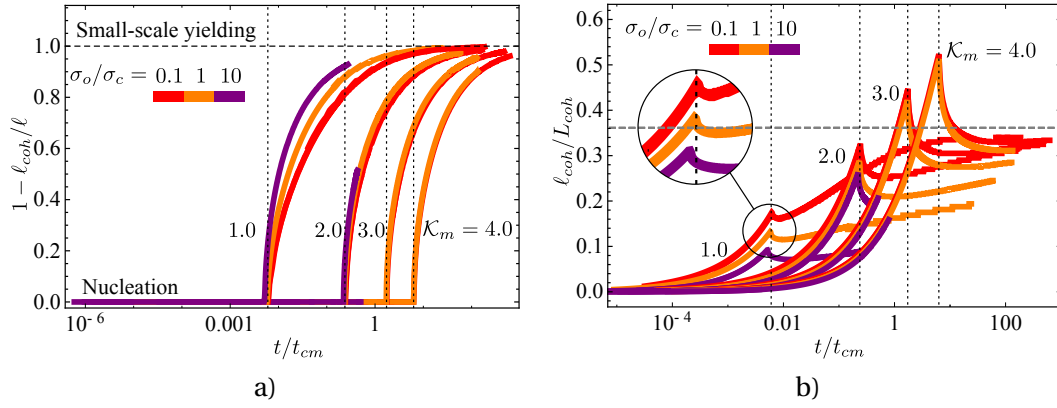 Small-scale yielding
1.0
σo/σc = 0.1 1 10
0.8
0.6
0.4
0.2
0.0
1 − ℓcoh/ℓ
1.0
2.0
3.0
𝒦m = 4.0
Nucleation
10⁻⁶ 0.001 1
t/tcm
a)
σo/σc = 0.1 1 10
0.5
0.4
0.3
0.2
0.1
0.0
ℓcoh/Lcoh
𝒦m = 4.0
3.0
2.0
1.0
10⁻⁴ 0.01 1 100
t/tcm
b)